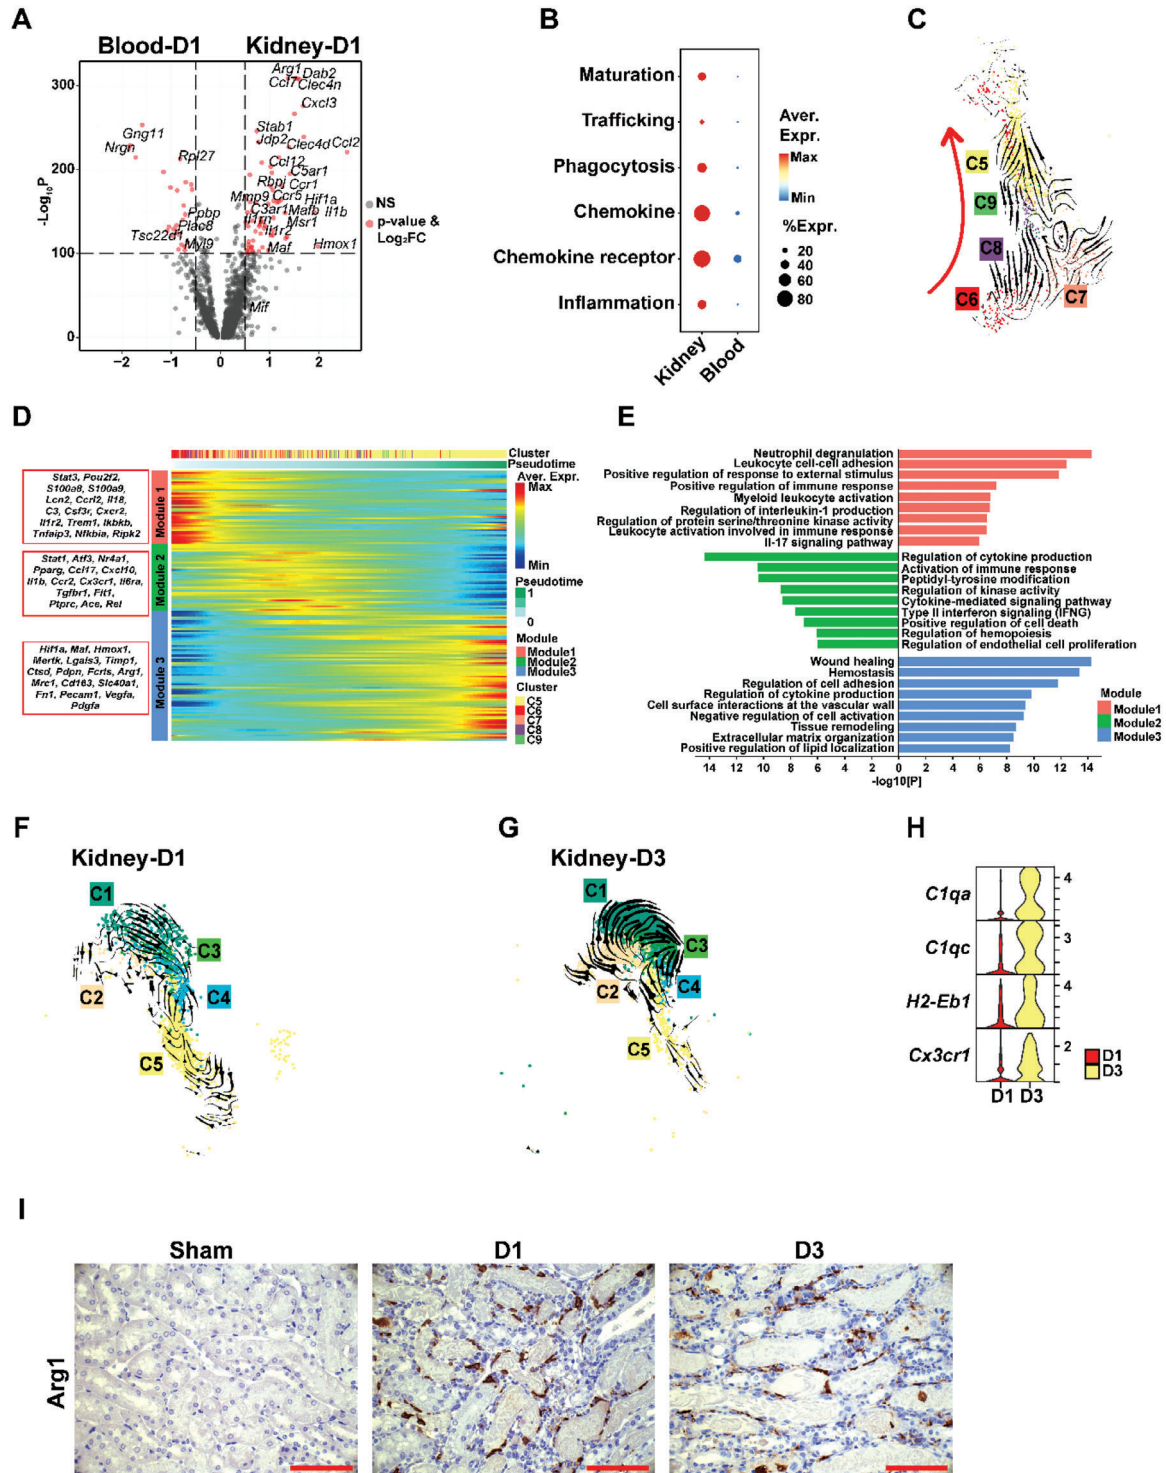 A
Blood-D1
Kidney-D1
300
200
100
0
-Log10P
−2
−1
0
1
2
Arg1
Dab2
Ccl7
Clec4n
Cxcl3
Stab1
Jdp2
Clec4d
Ccl2
Gng11
Nrgn
Rpl27
Ccl12
C5ar1
Rbpj
Ccr1
Mmp9
Ccr5
Hif1a
C3ar1
Mafb
Il1b
Il1rn
Msr1
Il1r2
Maf
Hmox1
Ppbp
Plac8
Tsc22d1
Myl9
Mif
NS
p-value &
Log2FC
B
Maturation
Trafficking
Phagocytosis
Chemokine
Chemokine receptor
Inflammation
Kidney
Blood
Aver.
Expr.
Max
Min
%Expr.
20
40
60
80
C
C5
C9
C8
C6
C7
D
Stat3, Pou2f2,
S100a8, S100a9,
Lcn2, Ccrl2, Il18,
C3, Csf3r, Cxcr2,
Il1r2, Trem1, Ikbkb,
Tnfaip3, Nfkbia, Ripk2
Stat1, Atf3, Nr4a1,
Pparg, Ccl17, Cxcl10,
Il1b, Ccr2, Cx3cr1, Il6ra,
Tgfbr1, Flt1,
Ptprc, Ace, Rel
Hif1a, Maf, Hmox1,
Mertk, Lgals3, Timp1,
Ctsd, Pdpn, Fcrls, Arg1,
Mrc1, Cd163, Slc40a1,
Fn1, Pecam1, Vegfa,
Pdgfa
Module 1
Module 2
Module 3
Cluster
Pseudotime
Aver. Expr.
Max
Min
Pseudotime
1
0
Module
Module1
Module2
Module3
Cluster
C5
C6
C7
C8
C9
E
Neutrophil degranulation
Leukocyte cell-cell adhesion
Positive regulation of response to external stimulus
Positive regulation of immune response
Myeloid leukocyte activation
Regulation of interleukin-1 production
Regulation of protein serine/threonine kinase activity
Leukocyte activation involved in immune response
Il-17 signaling pathway
Regulation of cytokine production
Activation of immune response
Peptidyl-tyrosine modification
Regulation of kinase activity
Cytokine-mediated signaling pathway
Type II interferon signaling (IFNG)
Positive regulation of cell death
Regulation of hemopoiesis
Regulation of endothelial cell proliferation
Wound healing
Hemostasis
Regulation of cell adhesion
Regulation of cytokine production
Cell surface interactions at the vascular wall
Negative regulation of cell activation
Tissue remodeling
Extracellular matrix organization
Positive regulation of lipid localization
Module
Module1
Module2
Module3
14 12 10 8 6 4 2 0 2 4 6 8 10 12 14
-log10[P]
F
Kidney-D1
C1
C3
C2
C4
C5
G
Kidney-D3
C1
C3
C2
C4
C5
H
C1qa
4
C1qc
3
H2-Eb1
4
Cx3cr1
2
D1
D3
D1 D3
I
Sham
D1
D3
Arg1